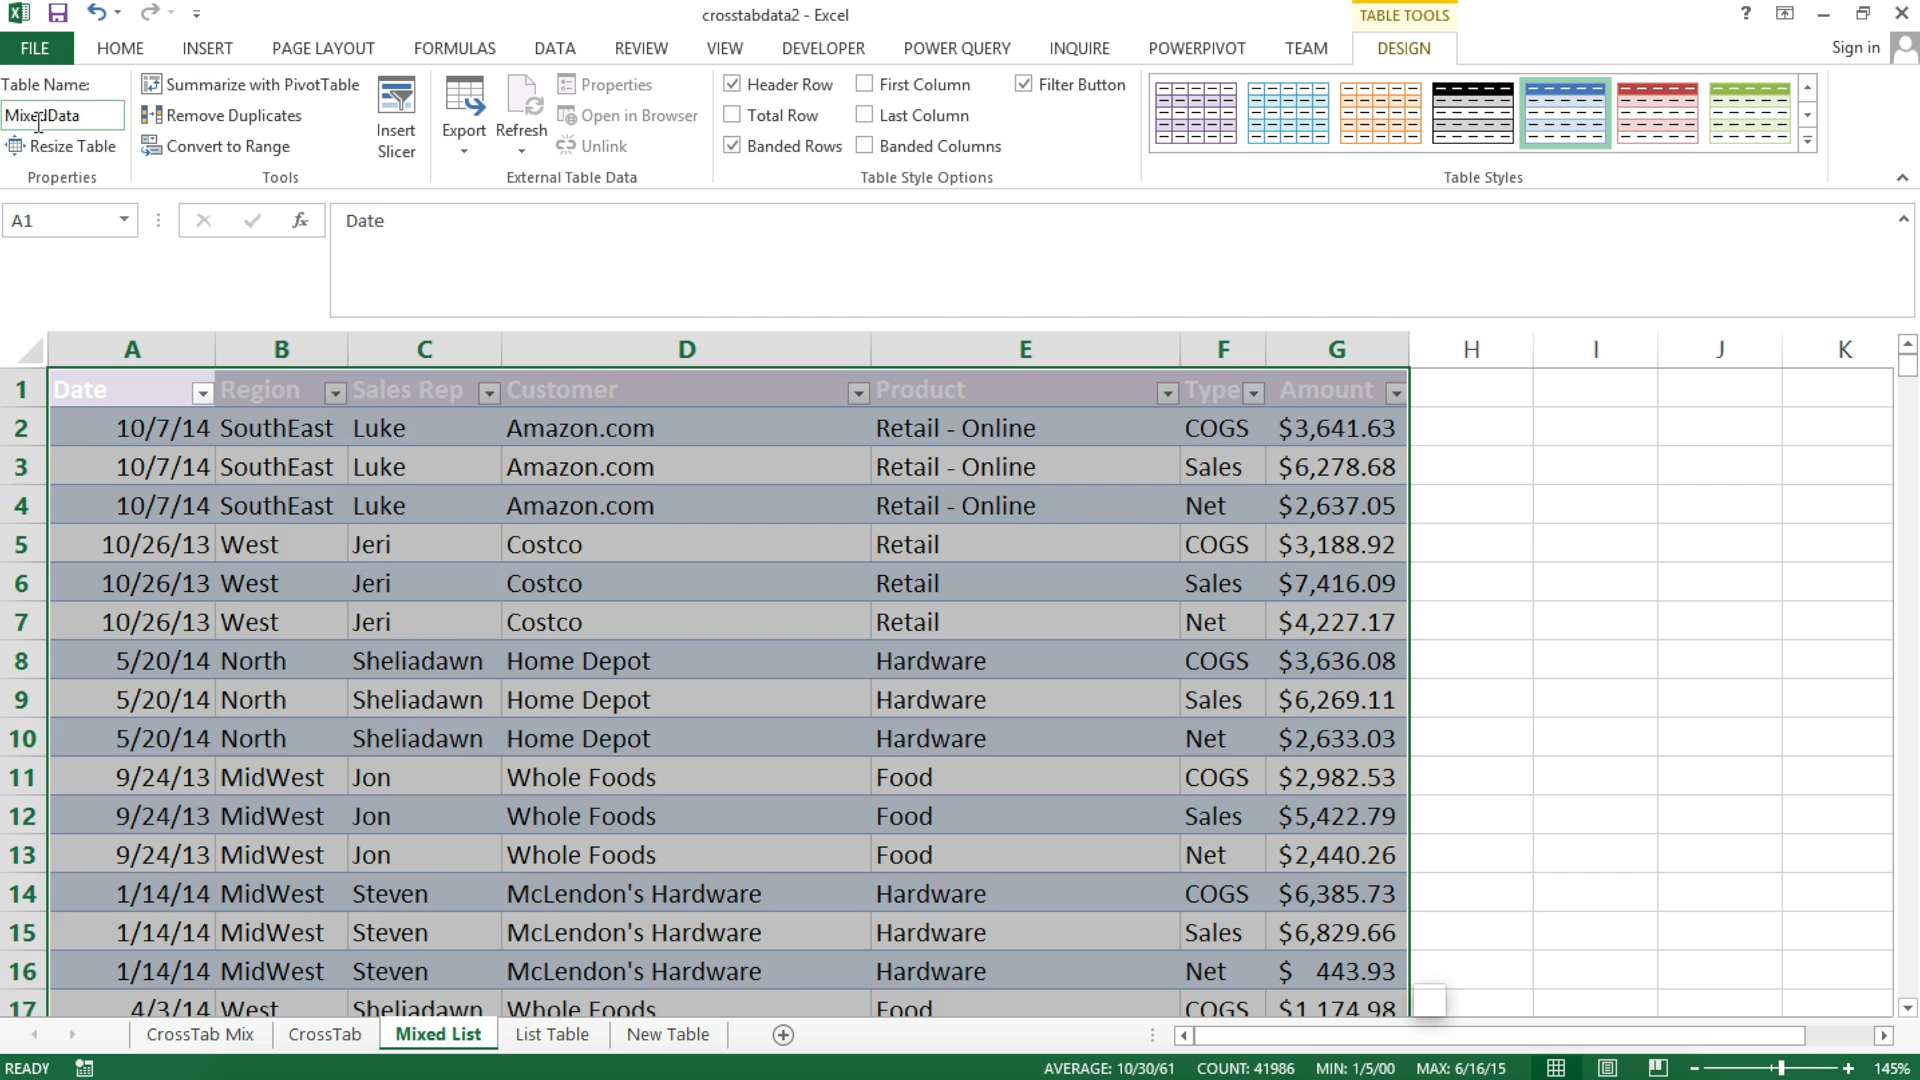 crosstabdata2 - Excel
TABLE TOOLS
?
FILE HOME INSERT PAGE LAYOUT FORMULAS DATA REVIEW VIEW DEVELOPER POWER QUERY INQUIRE POWERPIVOT TEAM DESIGN Sign in
Table Name:
MixedData
Resize Table
Properties
Summarize with PivotTable
Remove Duplicates
Convert to Range
Tools
Insert
Slicer
Export
Refresh
Properties
Open in Browser
Unlink
External Table Data
Header Row First Column Filter Button
Total Row Last Column
Banded Rows Banded Columns
Table Style Options
Table Styles
A1 fx Date
A B C D E F G H I J K
1 Date Region Sales Rep Customer Product Type Amount
2 10/7/14 SouthEast Luke Amazon.com Retail - Online COGS $3,641.63
3 10/7/14 SouthEast Luke Amazon.com Retail - Online Sales $6,278.68
4 10/7/14 SouthEast Luke Amazon.com Retail - Online Net $2,637.05
5 10/26/13 West Jeri Costco Retail COGS $3,188.92
6 10/26/13 West Jeri Costco Retail Sales $7,416.09
7 10/26/13 West Jeri Costco Retail Net $4,227.17
8 5/20/14 North Sheliadawn Home Depot Hardware COGS $3,636.08
9 5/20/14 North Sheliadawn Home Depot Hardware Sales $6,269.11
10 5/20/14 North Sheliadawn Home Depot Hardware Net $2,633.03
11 9/24/13 MidWest Jon Whole Foods Food COGS $2,982.53
12 9/24/13 MidWest Jon Whole Foods Food Sales $5,422.79
13 9/24/13 MidWest Jon Whole Foods Food Net $2,440.26
14 1/14/14 MidWest Steven McLendon's Hardware Hardware COGS $6,385.73
15 1/14/14 MidWest Steven McLendon's Hardware Hardware Sales $6,829.66
16 1/14/14 MidWest Steven McLendon's Hardware Hardware Net $ 443.93
17 4/3/14 West Sheliadawn Whole Foods Food COGS $1,174.98
CrossTab Mix CrossTab Mixed List List Table New Table
READY AVERAGE: 10/30/61 COUNT: 41986 MIN: 1/5/00 MAX: 6/16/15 145%